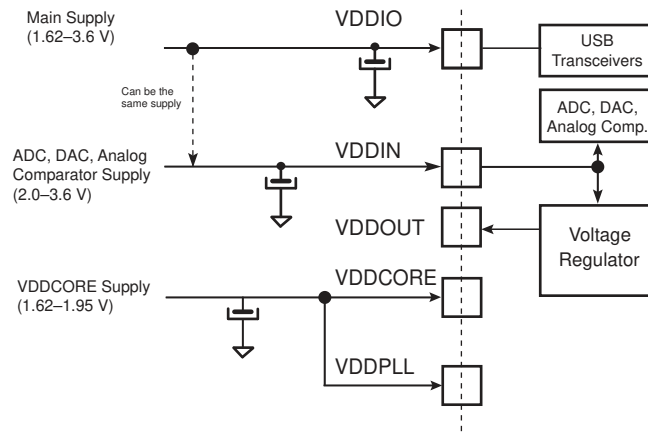 Main Supply
(1.62–3.6 V)
VDDIO
USB
Transceivers
Can be the
same supply
ADC, DAC,
Analog Comp.
ADC, DAC, Analog
Comparator Supply
(2.0–3.6 V)
VDDIN
VDDOUT
Voltage
Regulator
VDDCORE Supply
(1.62–1.95 V)
VDDCORE
VDDPLL